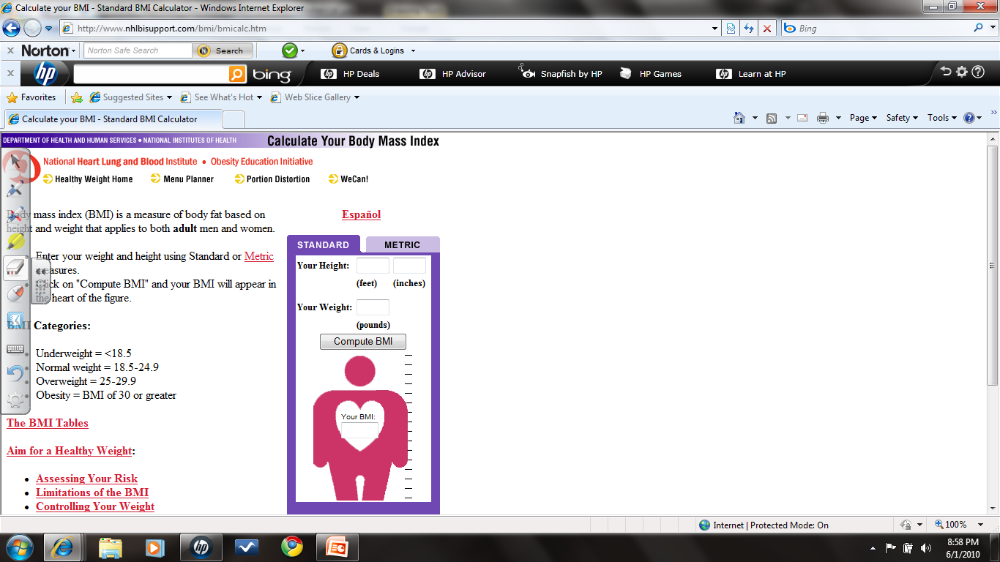 Calculate your BMI - Standard BMI Calculator - Windows Internet Explorer
http://www.nhlbisupport.com/bmi/bmicalc.htm
Bing
x Norton Norton Safe Search N Search Cards & Logins
x hp bing HP Deals HP Advisor Snapfish by HP HP Games Learn at HP
Favorites Suggested Sites See What's Hot Web Slice Gallery
Calculate your BMI - Standard BMI Calculator
Page Safety Tools
DEPARTMENT OF HEALTH AND HUMAN SERVICES • NATIONAL INSTITUTES OF HEALTH
Calculate Your Body Mass Index
National Heart Lung and Blood Institute • Obesity Education Initiative
Healthy Weight Home Menu Planner Portion Distortion WeCan!
Body mass index (BMI) is a measure of body fat based on
height and weight that applies to both adult men and women.
Enter your weight and height using Standard or Metric
measures.
Click on "Compute BMI" and your BMI will appear in
the heart of the figure.
BMI Categories:
Underweight = <18.5
Normal weight = 18.5-24.9
Overweight = 25-29.9
Obesity = BMI of 30 or greater
The BMI Tables
Aim for a Healthy Weight:
• Assessing Your Risk
• Limitations of the BMI
• Controlling Your Weight
Español
STANDARD METRIC
Your Height:
(feet) (inches)
Your Weight:
(pounds)
Compute BMI
Your BMI:
Internet | Protected Mode: On
100%
8:58 PM
6/1/2010